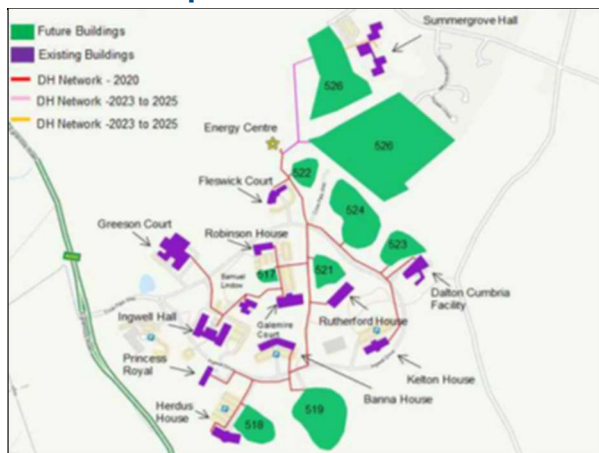 Future Buildings
Existing Buildings
DH Network - 2020
DH Network -2023 to 2025
DH Network -2023 to 2025
Summergrove Hall
526
Energy Centre
526
522
Fleswick Court
524
Greeson Court
Robinson House
523
517
521
Samuel
Lindow
Dalton Cumbria
Facility
Ingwell Hall
Galemire
Court
Rutherford House
Princess
Royal
Kelton House
Banna House
Herdus
House
519
518